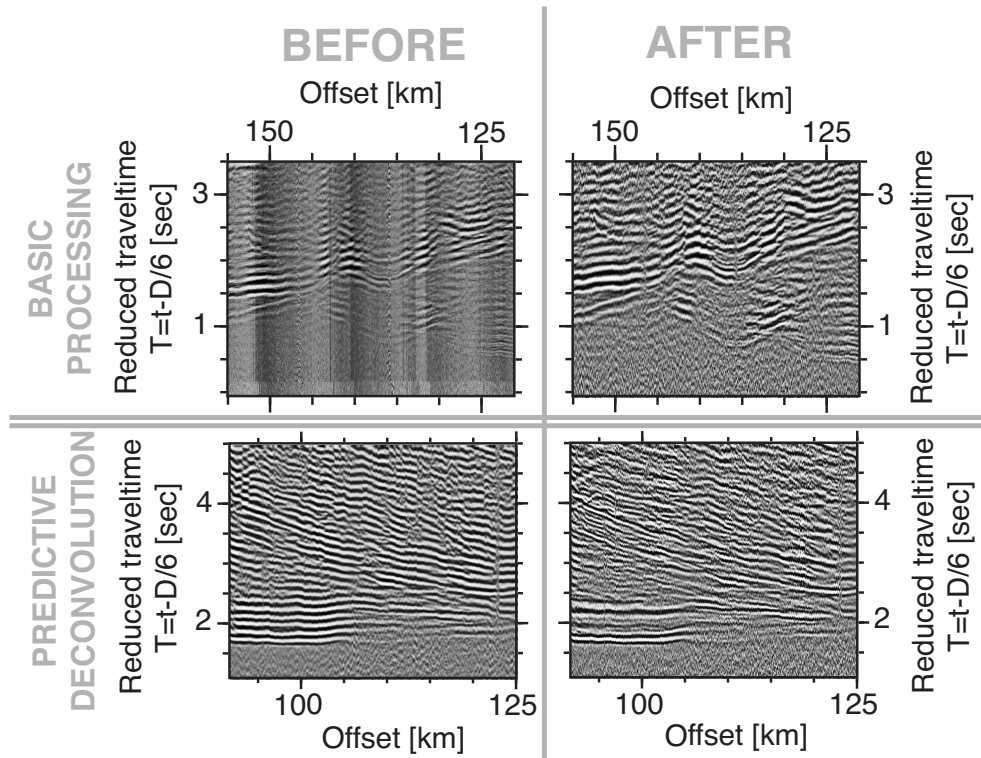 BEFORE
AFTER
Offset [km]
Offset [km]
150
125
150
125
BASIC
PROCESSING
Reduced traveltime
T=t-D/6 [sec]
3
1
3
1
Reduced traveltime
T=t-D/6 [sec]
PREDICTIVE
DECONVOLUTION
Reduced traveltime
T=t-D/6 [sec]
4
2
4
2
Reduced traveltime
T=t-D/6 [sec]
100
125
100
125
Offset [km]
Offset [km]